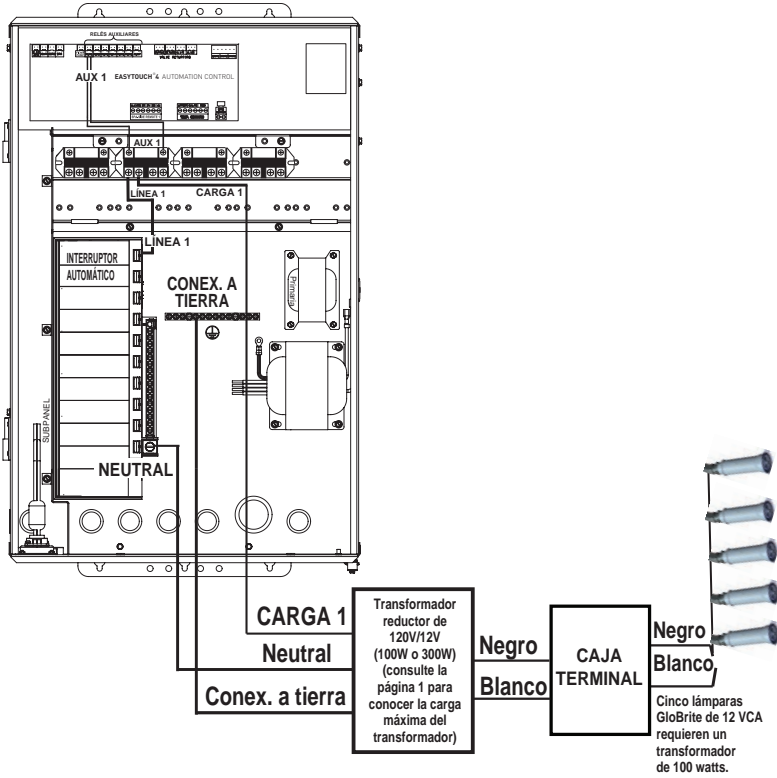 RELÉS AUXILIARES
AUX 1 EASYTOUCH® 4 AUTOMATION CONTROL
AUX 1
LÍNEA 1
CARGA 1
LÍNEA 1
INTERRUPTOR
AUTOMÁTICO
CONEX. A
TIERRA
Primaria
SUBPANEL
NEUTRAL
CARGA 1
Neutral
Conex. a tierra
Transformador
reductor de
120V/12V
(100W o 300W)
(consulte la
página 1 para
conocer la carga
máxima del
transformador)
Negro
Blanco
CAJA
TERMINAL
Negro
Blanco
Cinco lámparas
GloBrite de 12 VCA
requieren un
transformador
de 100 watts.